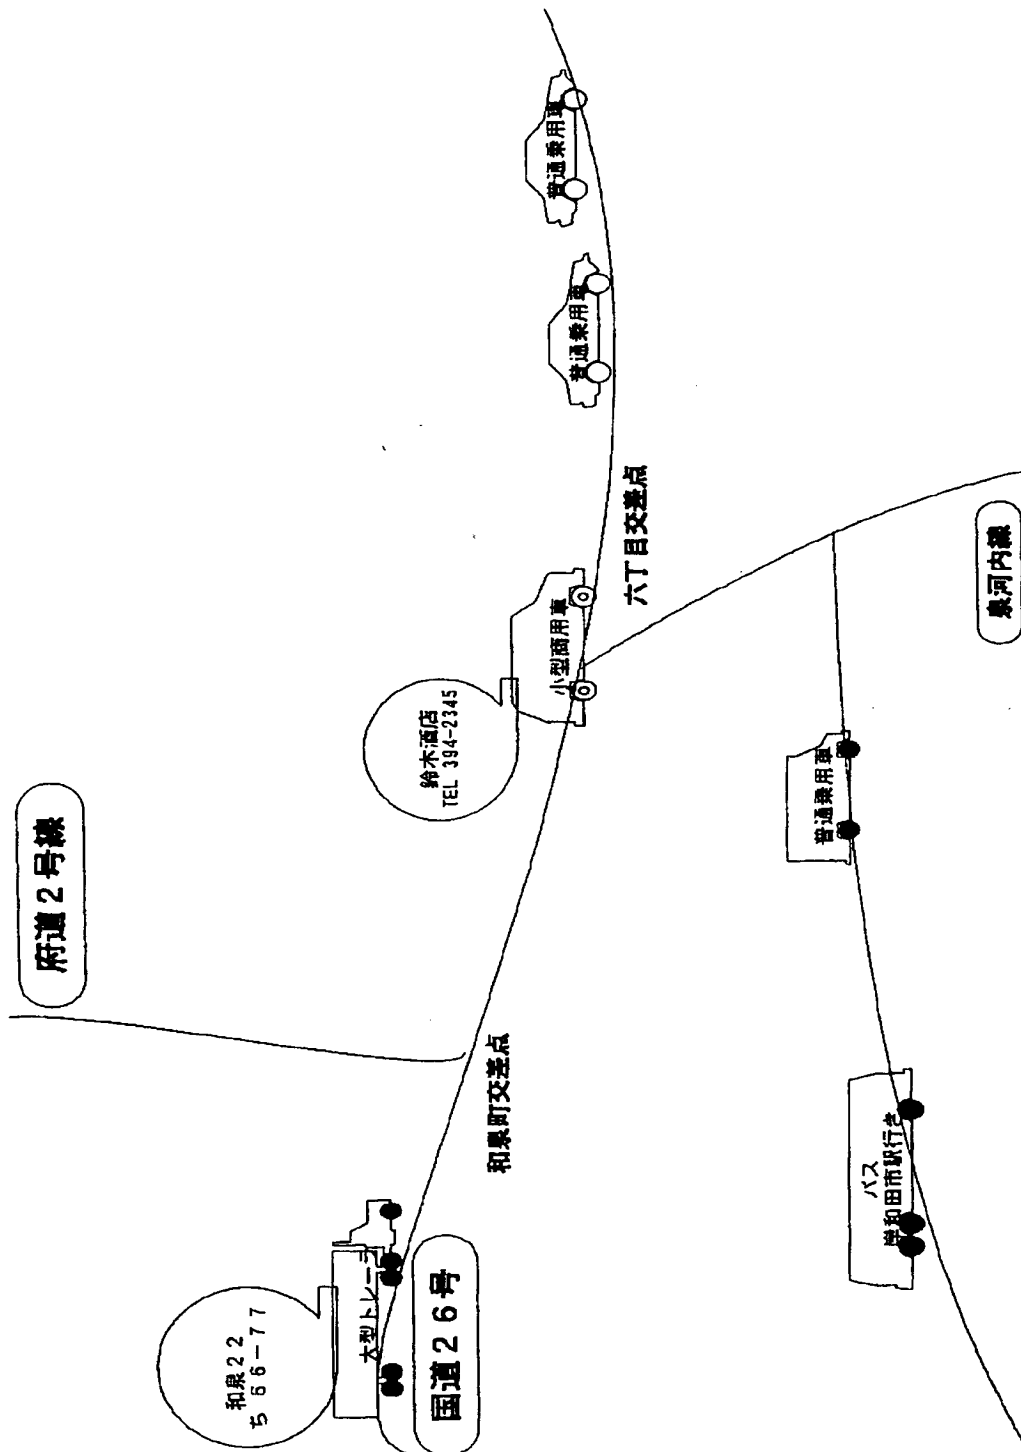 和泉２２
ち６６−７７
大型トレーラ
国道２６号
和泉町交差点
府道２号線
鈴木酒店
TEL 394-2345
小型商用車
六丁目交差点
普通乗用車
普通乗用車
バス
岸和田市駅行き
普通乗用車
泉河内線